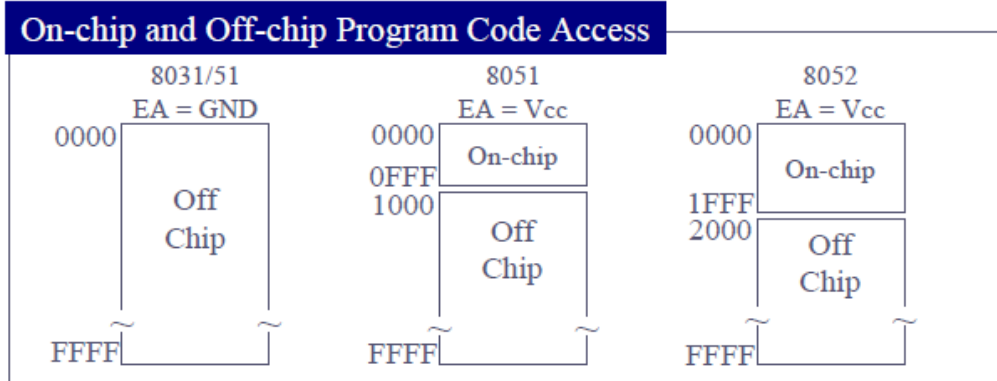 On-chip and Off-chip Program Code Access
8031/51
EA = GND
0000
Off
Chip
FFFF
8051
EA = Vcc
0000
On-chip
0FFF
1000
Off
Chip
FFFF
8052
EA = Vcc
0000
On-chip
1FFF
2000
Off
Chip
FFFF